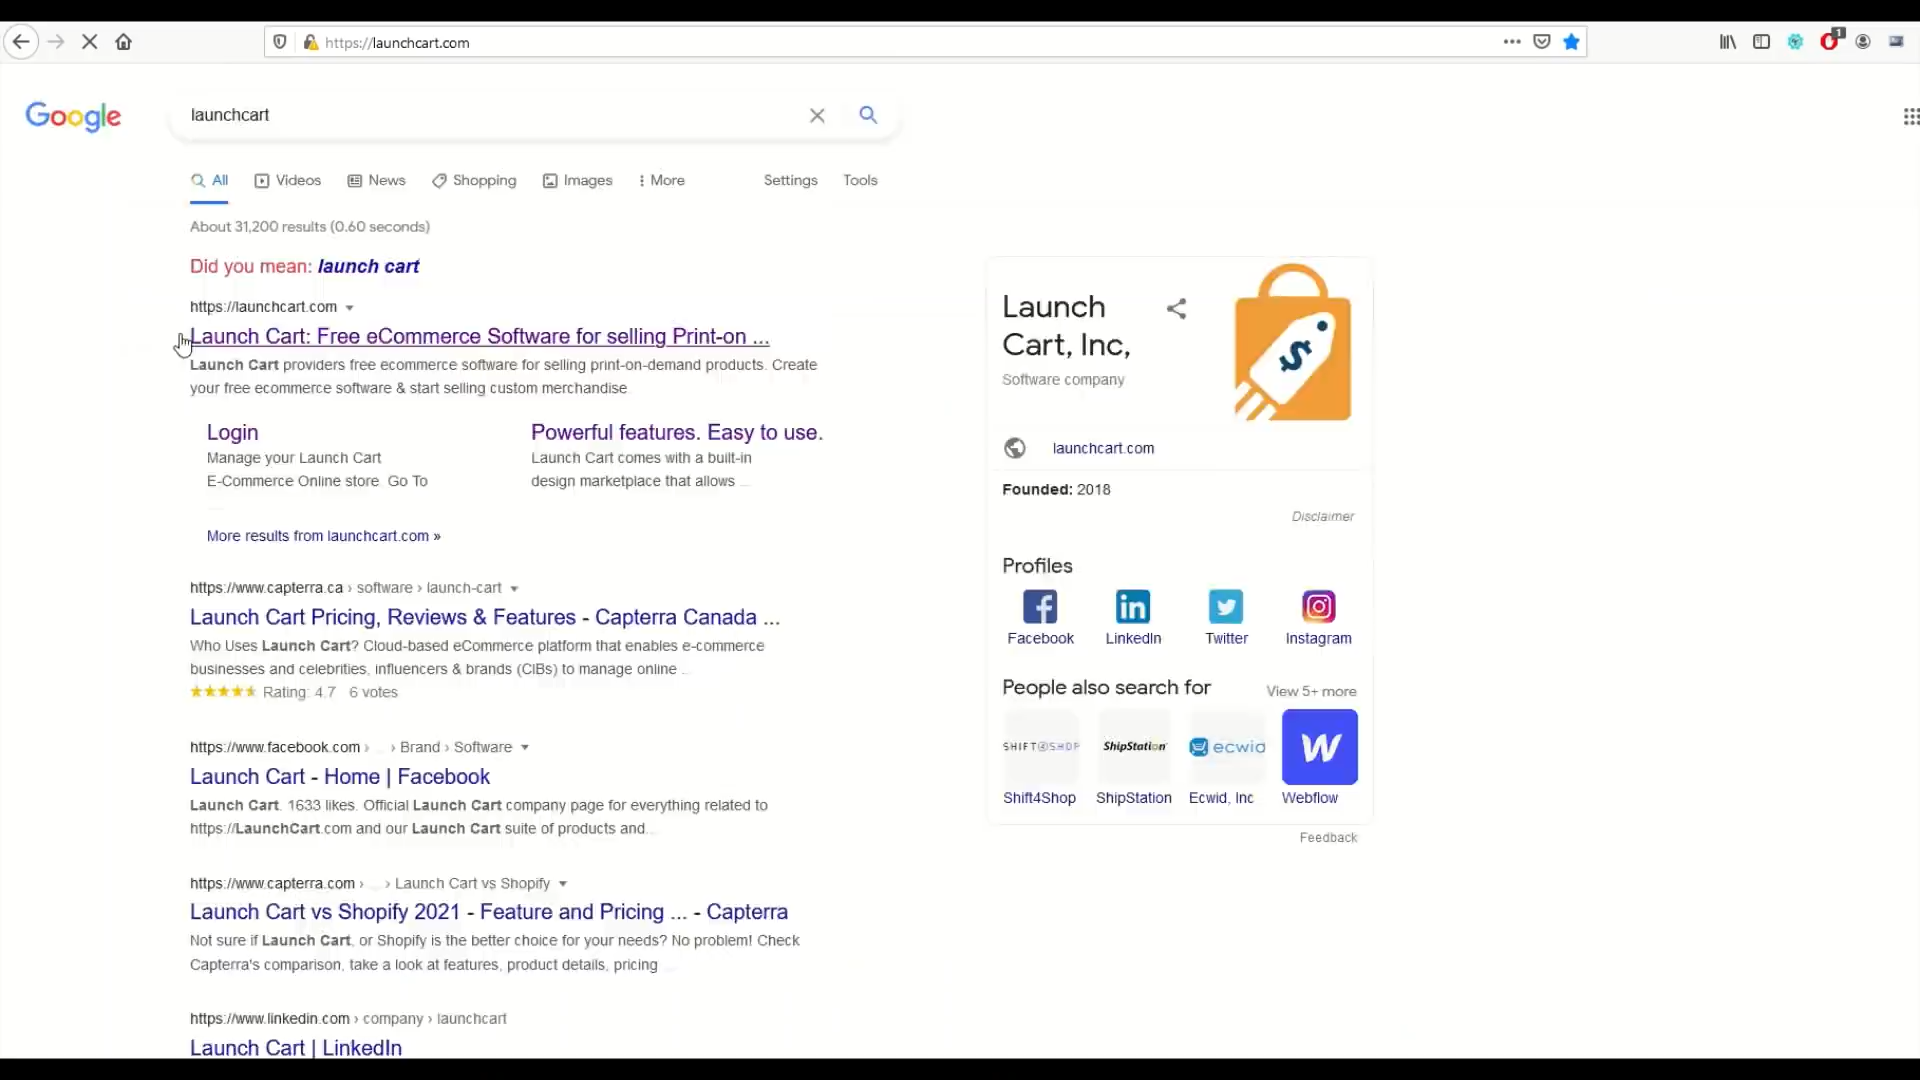 https://launchcart.com
1
Google
launchcart
All
Videos
News
Shopping
Images
More
Settings
Tools
About 31,200 results (0.60 seconds)
Did you mean: launch cart
https://launchcart.com
Launch Cart: Free eCommerce Software for selling Print-on ...
Launch Cart providers free ecommerce software for selling print-on-demand products. Create
your free ecommerce software & start selling custom merchandise
Login
Manage your Launch Cart
E-Commerce Online store Go To
Powerful features. Easy to use.
Launch Cart comes with a built-in
design marketplace that allows ...
More results from launchcart.com »
https://www.capterra.ca › software › launch-cart
Launch Cart Pricing, Reviews & Features - Capterra Canada ...
Who Uses Launch Cart? Cloud-based eCommerce platform that enables e-commerce
businesses and celebrities, influencers & brands (CIBs) to manage online ...
Rating: 4.7 6 votes
https://www.facebook.com › ... › Brand › Software
Launch Cart - Home | Facebook
Launch Cart. 1633 likes. Official Launch Cart company page for everything related to
https://LaunchCart.com and our Launch Cart suite of products and...
https://www.capterra.com › ... › Launch Cart vs Shopify
Launch Cart vs Shopify 2021 - Feature and Pricing ... - Capterra
Not sure if Launch Cart, or Shopify is the better choice for your needs? No problem! Check
Capterra's comparison, take a look at features, product details, pricing ...
https://www.linkedin.com › company › launchcart
Launch Cart | LinkedIn
Launch
Cart, Inc,
Software company
$
launchcart.com
Founded: 2018
Disclaimer
Profiles
Facebook
LinkedIn
Twitter
Instagram
People also search for
View 5+ more
SHIFT4SHOP
ShipStation
ecwid
W
Shift4Shop
ShipStation
Ecwid, Inc
Webflow
Feedback